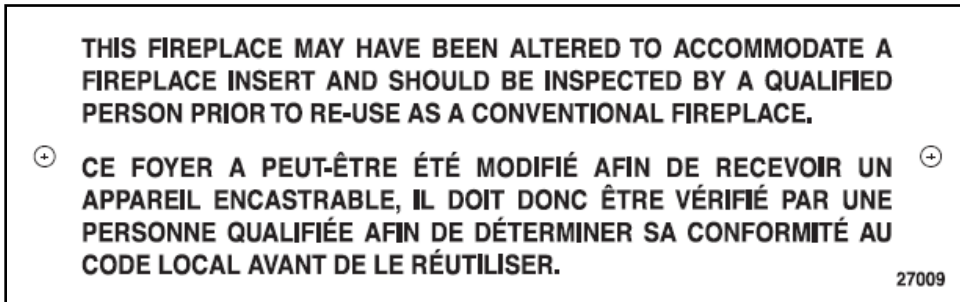 THIS FIREPLACE MAY HAVE BEEN ALTERED TO ACCOMMODATE A
FIREPLACE INSERT AND SHOULD BE INSPECTED BY A QUALIFIED
PERSON PRIOR TO RE-USE AS A CONVENTIONAL FIREPLACE.
CE FOYER A PEUT-ÊTRE ÉTÉ MODIFIÉ AFIN DE RECEVOIR UN
APPAREIL ENCASTRABLE, IL DOIT DONC ÊTRE VÉRIFIÉ PAR UNE
PERSONNE QUALIFIÉE AFIN DE DÉTERMINER SA CONFORMITÉ AU
CODE LOCAL AVANT DE LE RÉUTILISER.
27009